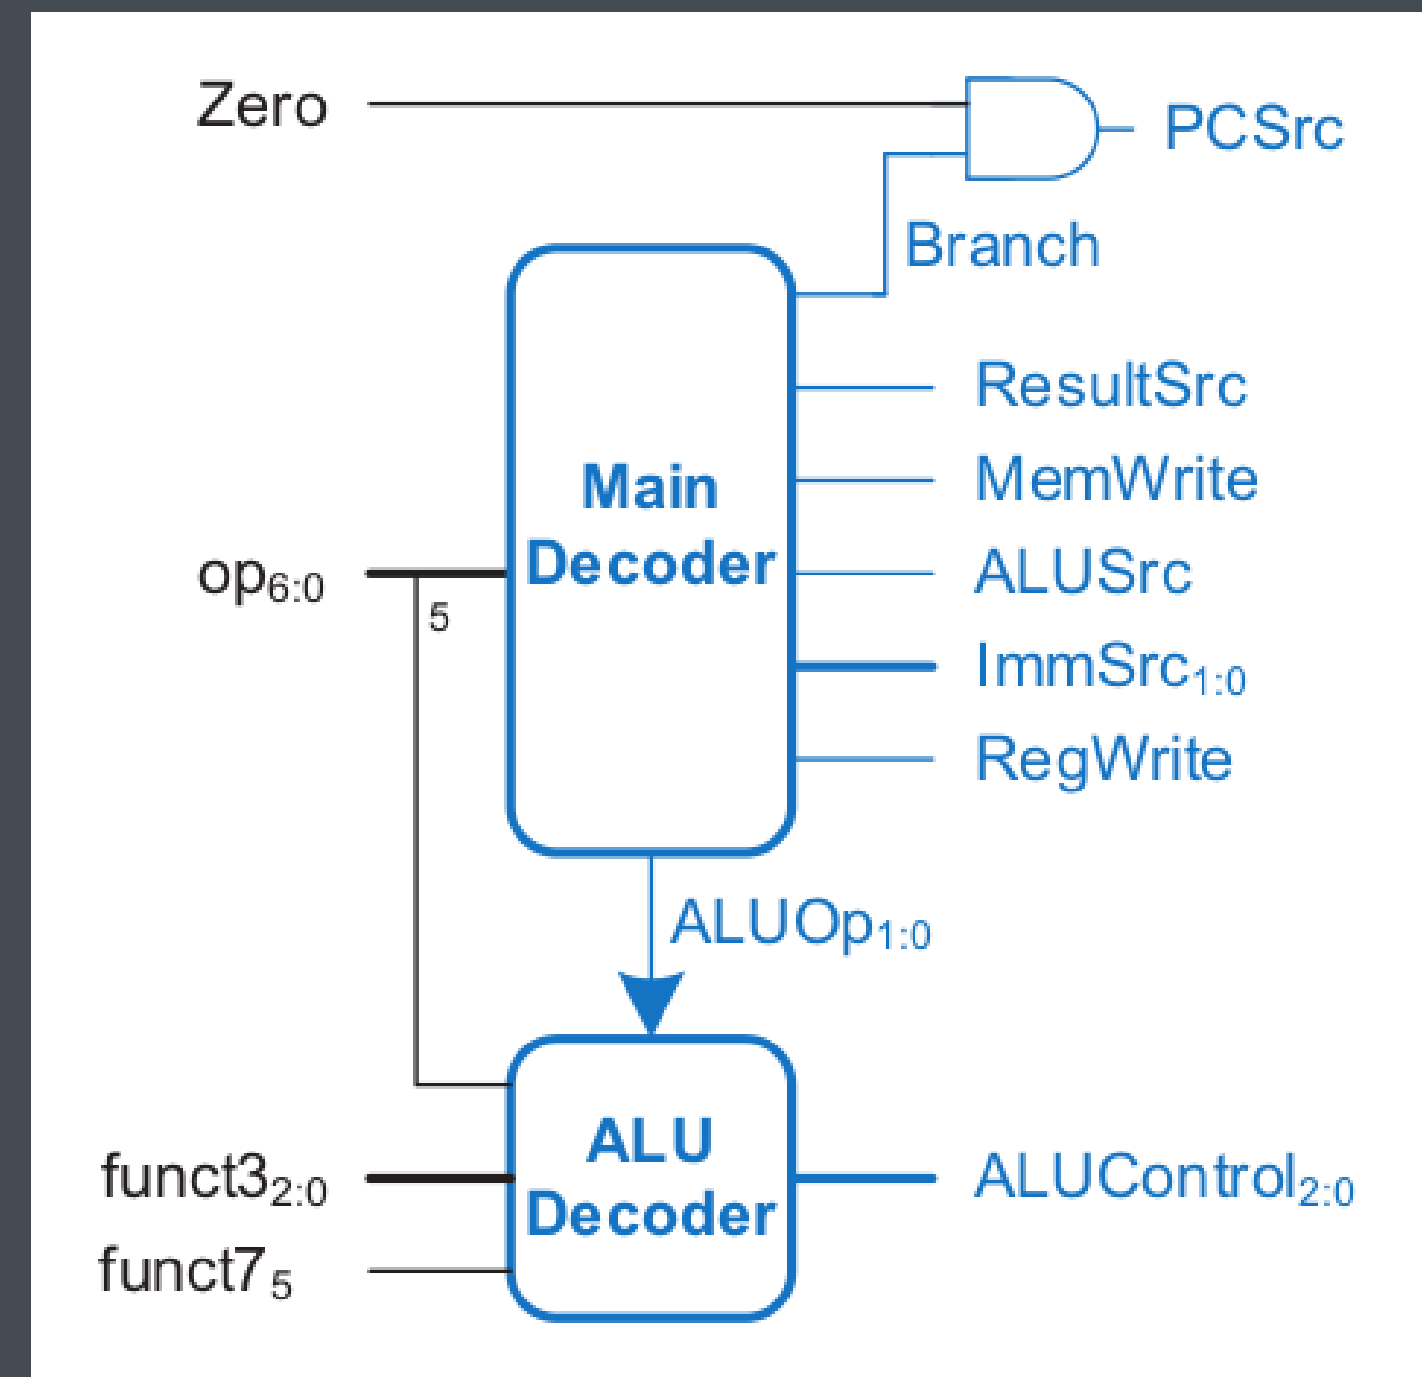 Zero
PCSrc
Branch
ResultSrc
Main
MemWrite
Decoder
ALUSrc
op6:0
5
ImmSrc1:0
RegWrite
ALUOp1:0
ALU
Decoder
funct32:0
ALUControl2:0
funct75